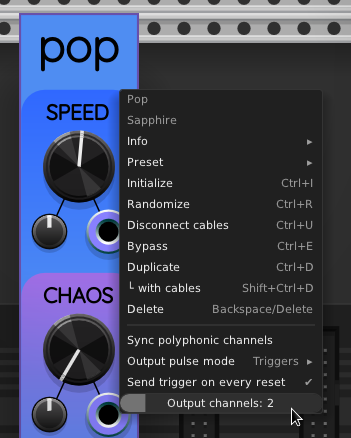 pop
SPEED
CHAOS
Pop
Sapphire
Info ▸
Preset ▸
Initialize Ctrl+I
Randomize Ctrl+R
Disconnect cables Ctrl+U
Bypass Ctrl+E
Duplicate Ctrl+D
└ with cables Shift+Ctrl+D
Delete Backspace/Delete
Sync polyphonic channels
Output pulse mode Triggers ▸
Send trigger on every reset ✔
Output channels: 2